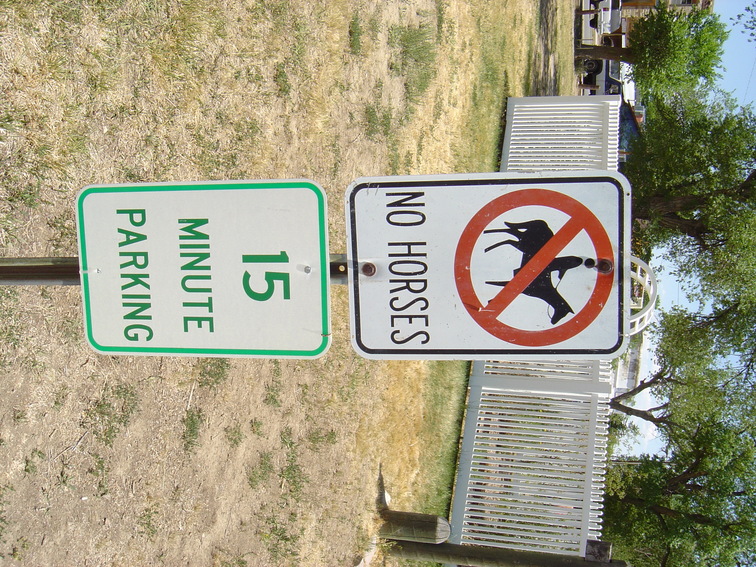 NO HORSES
15
MINUTE
PARKING